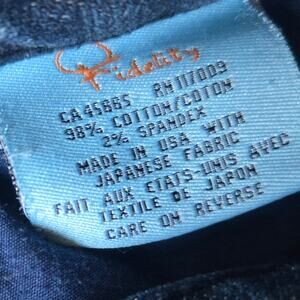 Fidelity
CA45885 RN117009
98% COTTON/COTON
2% SPANDEX
MADE IN USA WITH
JAPANESE FABRIC
FAIT AUX ETATS-UNIS AVEC
TEXTILE DE JAPON
CARE ON REVERSE